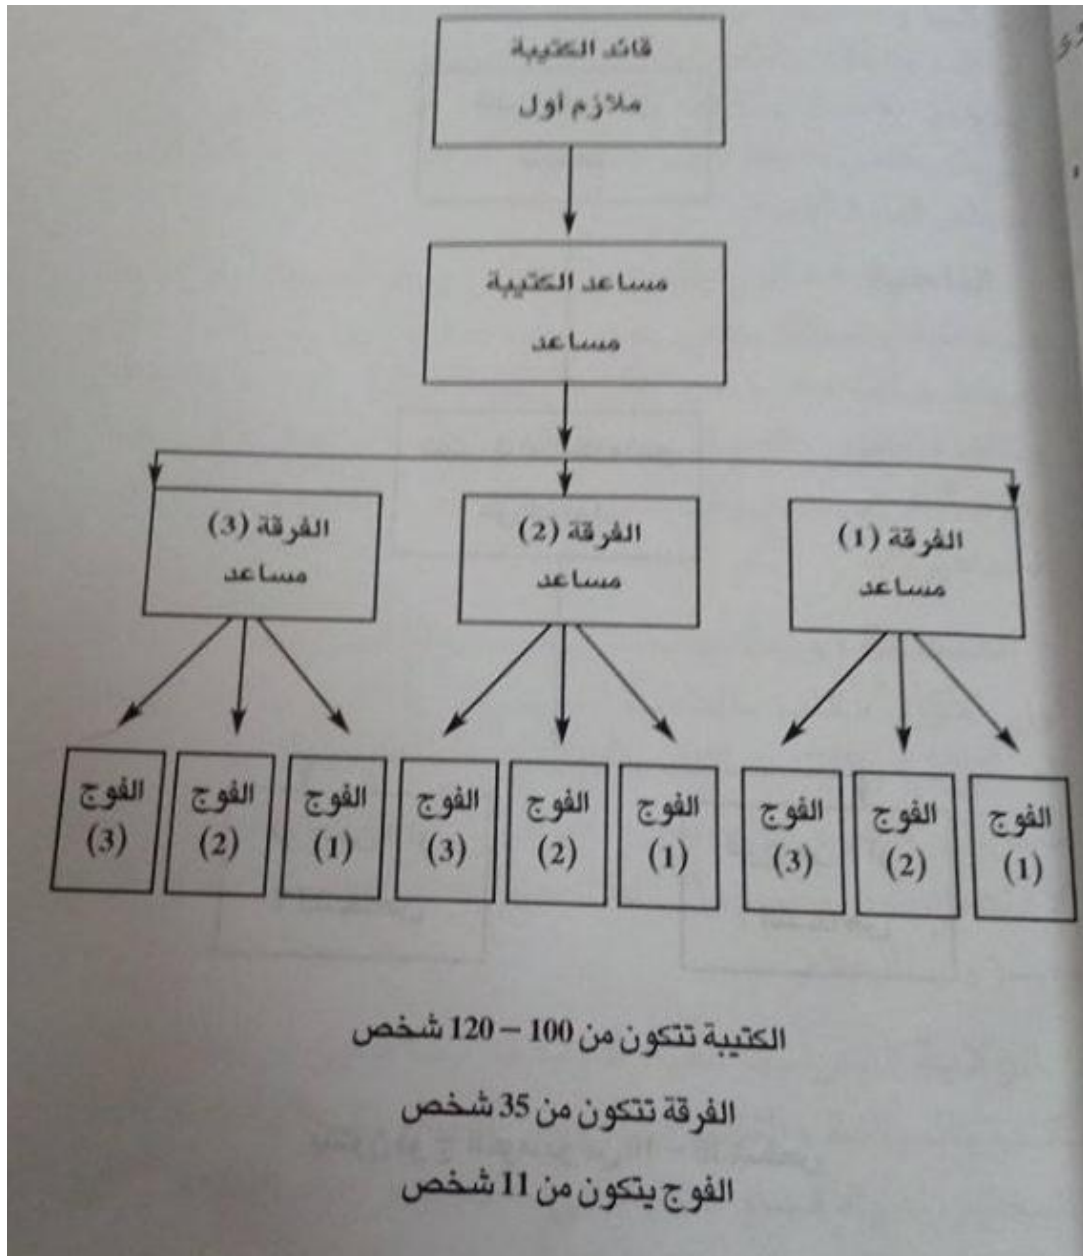 قائد الكتيبة
ملازم أول
مساعد الكتيبة
مساعد
الفرقة (1)
مساعد
الفرقة (2)
مساعد
الفرقة (3)
مساعد
الفوج
(1)
الفوج
(2)
الفوج
(3)
الفوج
(1)
الفوج
(2)
الفوج
(3)
الفوج
(1)
الفوج
(2)
الفوج
(3)
الكتيبة تتكون من 100 – 120 شخص
الفرقة تتكون من 35 شخص
الفوج يتكون من 11 شخص